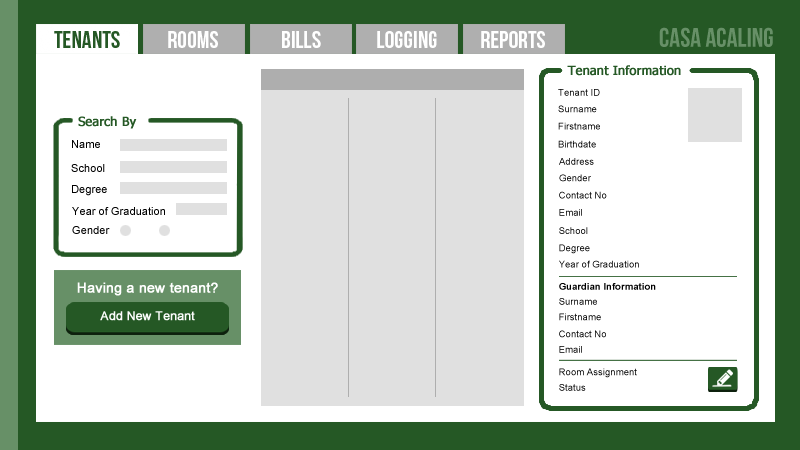 TENANTS
ROOMS
BILLS
LOGGING
REPORTS
CASA ACALING
Search By
Name
School
Degree
Year of Graduation
Gender
Having a new tenant?
Add New Tenant
Tenant Information
Tenant ID
Surname
Firstname
Birthdate
Address
Gender
Contact No
Email
School
Degree
Year of Graduation
Guardian Information
Surname
Firstname
Contact No
Email
Room Assignment
Status